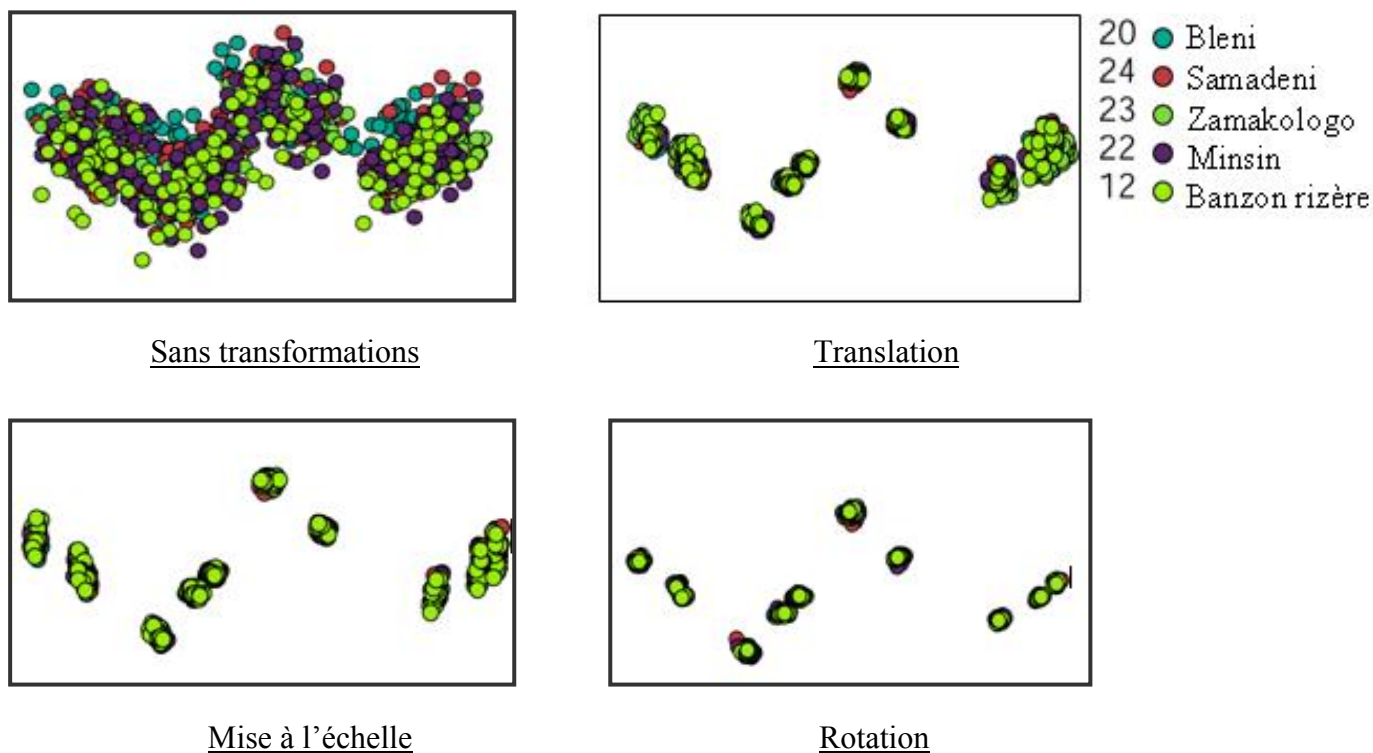 20 Bleni
24 Samadeni
23 Zamakologo
22 Minsin
12 Banzon rizère
Sans transformations
Translation
Mise à l’échelle
Rotation